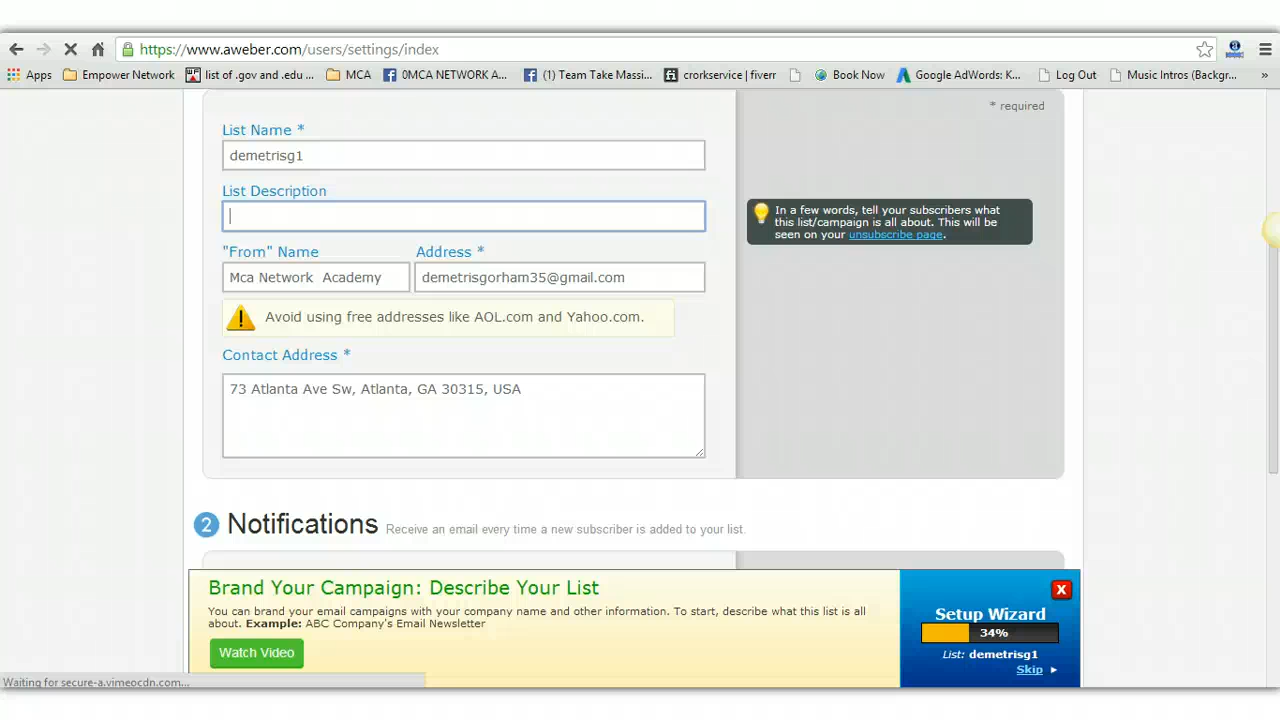 https://www.aweber.com/users/settings/index
Apps Empower Network list of .gov and .edu ... MCA 0MCA NETWORK A... (1) Team Take Massi... crorkservice | fiverr Book Now Google AdWords: K... Log Out Music Intros (Backgr... »
* required
List Name *
demetrisg1
List Description
In a few words, tell your subscribers what
this list/campaign is all about. This will be
seen on your unsubscribe page.
"From" Name Address *
Mca Network Academy demetrisgorham35@gmail.com
Avoid using free addresses like AOL.com and Yahoo.com.
Contact Address *
73 Atlanta Ave Sw, Atlanta, GA 30315, USA
2 Notifications Receive an email every time a new subscriber is added to your list.
Brand Your Campaign: Describe Your List
You can brand your email campaigns with your company name and other information. To start, describe what this list is all
about. Example: ABC Company's Email Newsletter
Watch Video
X
Setup Wizard
34%
List: demetrisg1
Skip
Waiting for secure-a.vimeocdn.com...